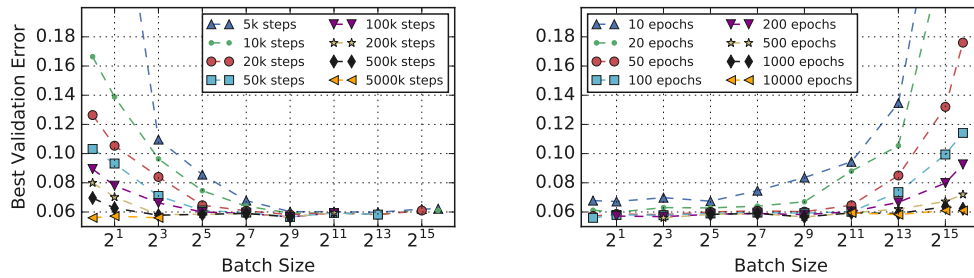 Best Validation Error
0.18
0.16
0.14
0.12
0.10
0.08
0.06
2^1 2^3 2^5 2^7 2^9 2^11 2^13 2^15
Batch Size
5k steps
10k steps
20k steps
50k steps
100k steps
200k steps
500k steps
5000k steps
0.18
0.16
0.14
0.12
0.10
0.08
0.06
2^1 2^3 2^5 2^7 2^9 2^11 2^13 2^15
Batch Size
10 epochs
20 epochs
50 epochs
100 epochs
200 epochs
500 epochs
1000 epochs
10000 epochs